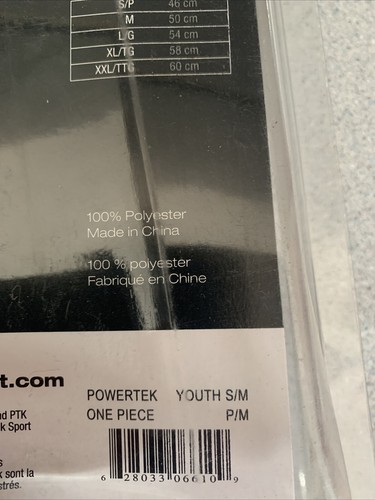 S/P 46 cm
M 50 cm
L/G 54 cm
XL/TG 58 cm
XXL/TTG 60 cm
100% Polyester
Made in China
100 % polyester
Fabriqué en Chine
t.com
POWERTEK YOUTH S/M
ONE PIECE P/M
nd PTK
k Sport
s
k sont la
strés.
6 28033 06610 9